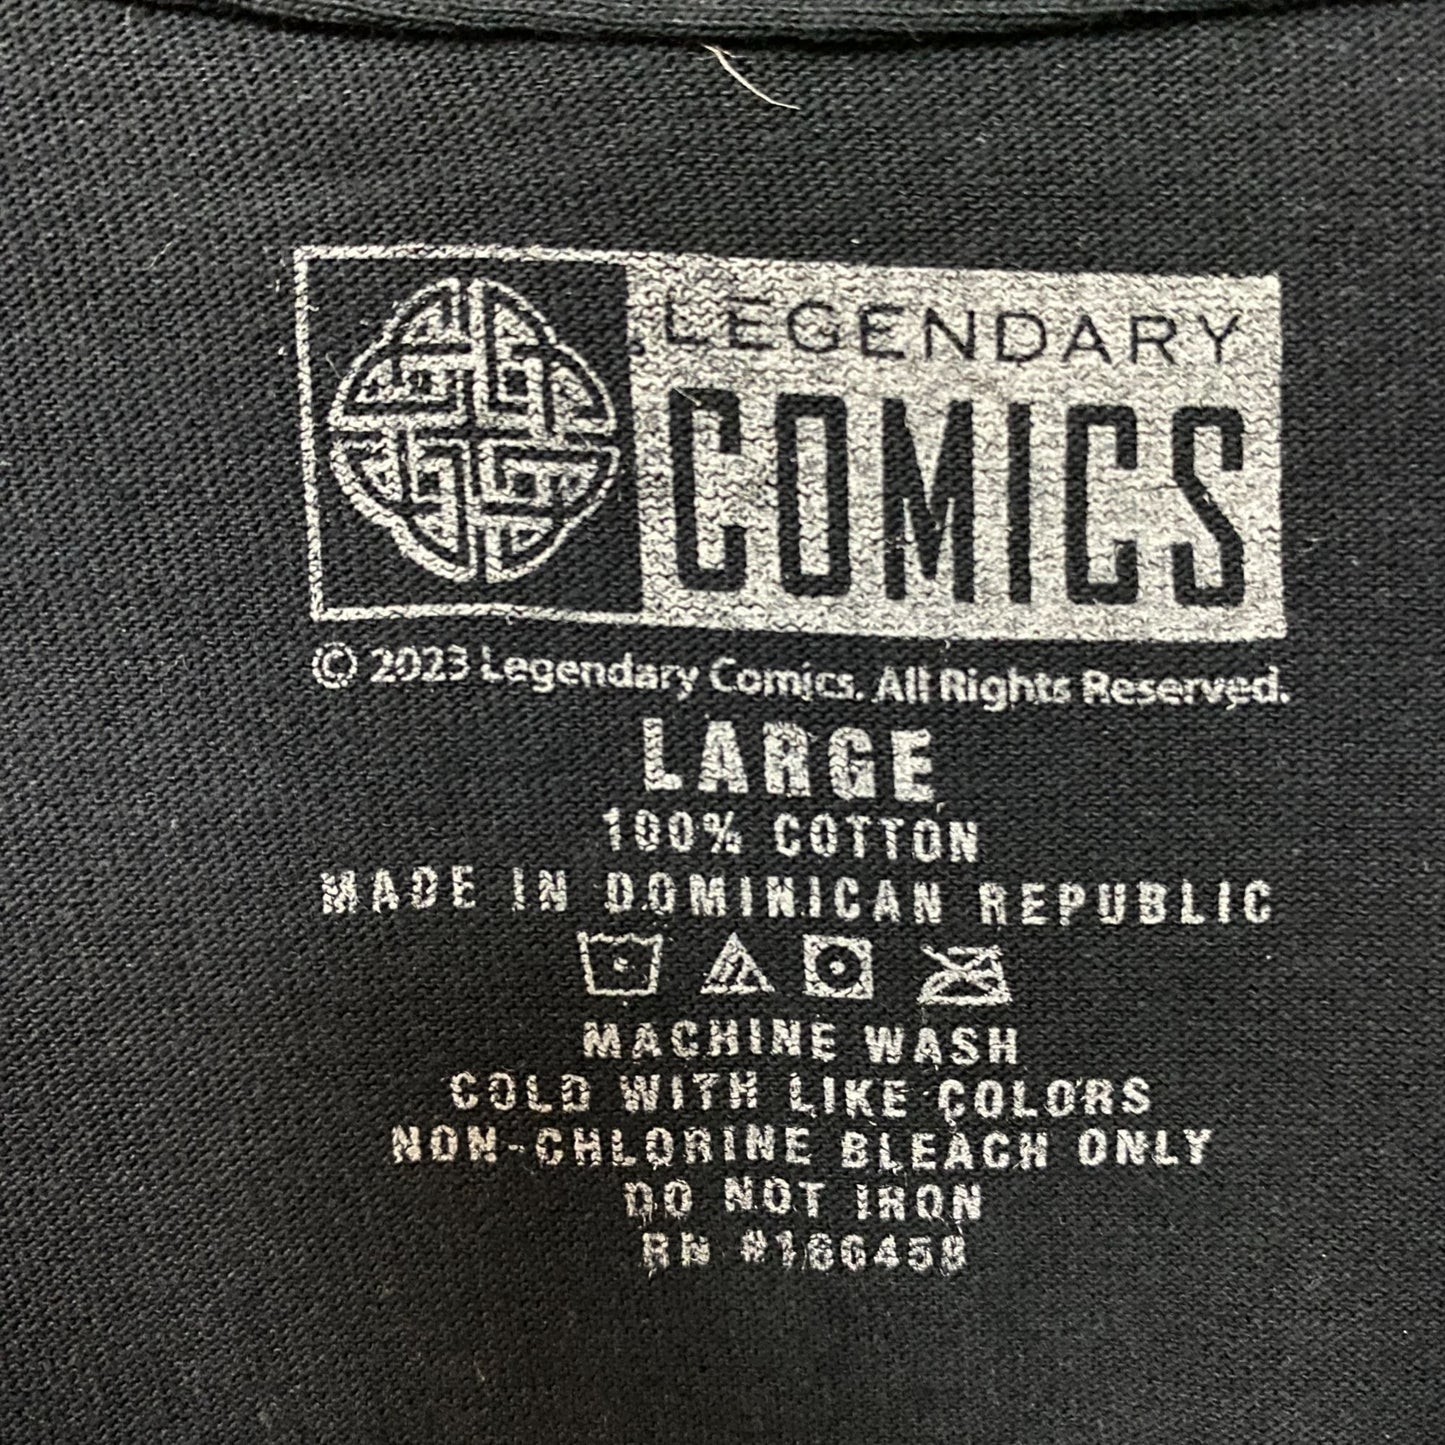 LEGENDARY
COMICS
© 2023 Legendary Comics. All Rights Reserved.
LARGE
100% COTTON
MADE IN DOMINICAN REPUBLIC
MACHINE WASH
COLD WITH LIKE COLORS
NON-CHLORINE BLEACH ONLY
DO NOT IRON
RN